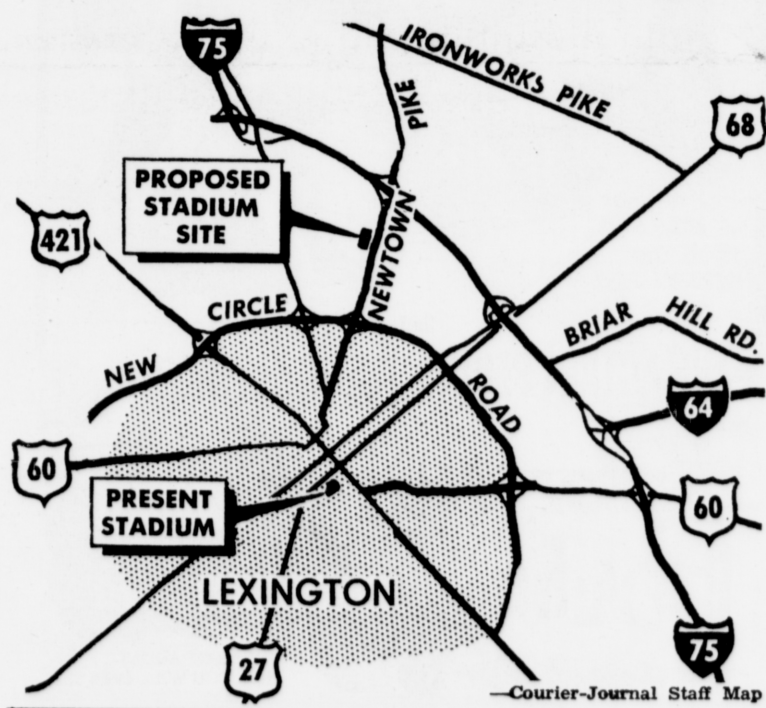 75
IRONWORKS PIKE
PIKE
68
PROPOSED
STADIUM
SITE
421
NEWTOWN
CIRCLE
BRIAR HILL RD.
NEW
ROAD
64
60
PRESENT
STADIUM
60
LEXINGTON
27
75
—Courier-Journal Staff Map